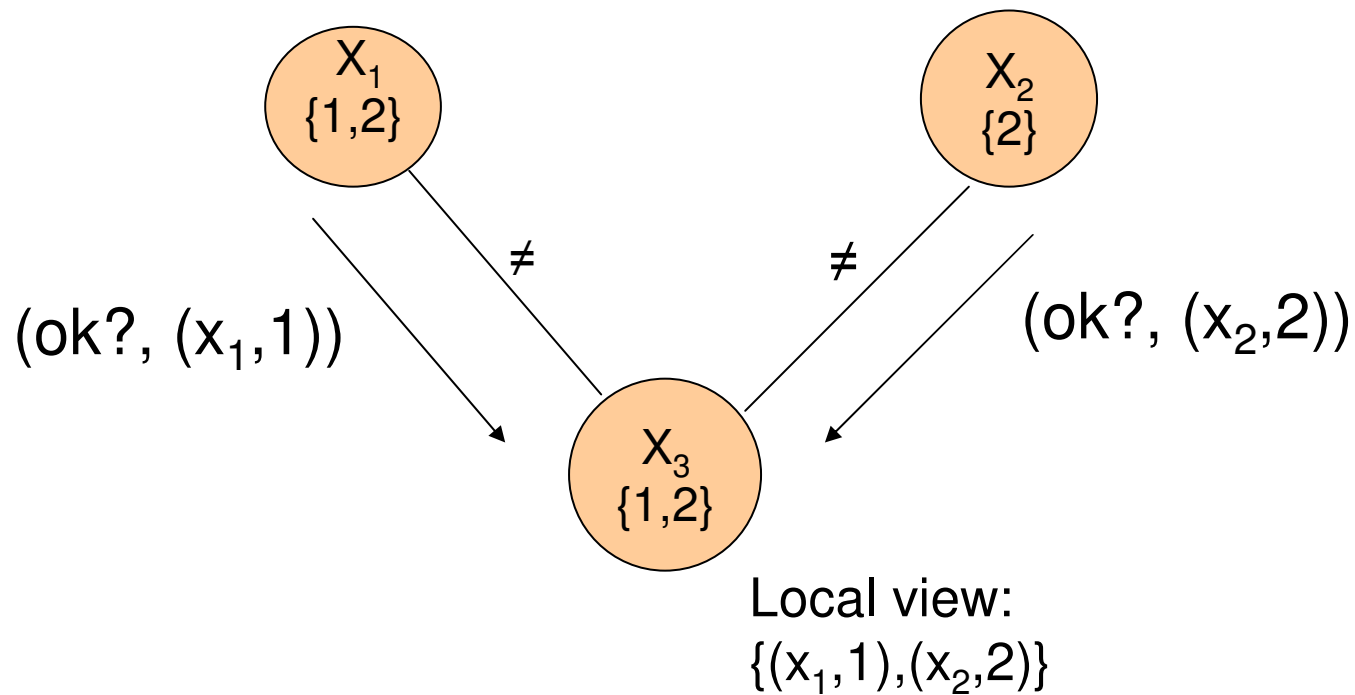 X₁
{1,2}
X₂
{2}
≠
≠
(ok?, (x₁,1))
(ok?, (x₂,2))
X₃
{1,2}
Local view:
{(x₁,1),(x₂,2)}